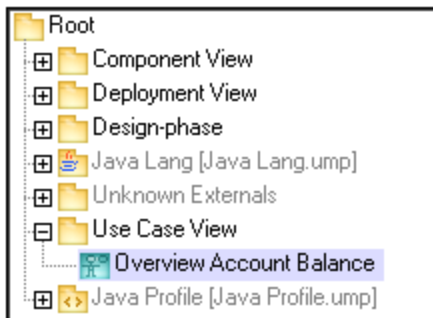 Root
Component View
Deployment View
Design-phase
Java Lang [Java Lang.ump]
Unknown Externals
Use Case View
Overview Account Balance
Java Profile [Java Profile.ump]